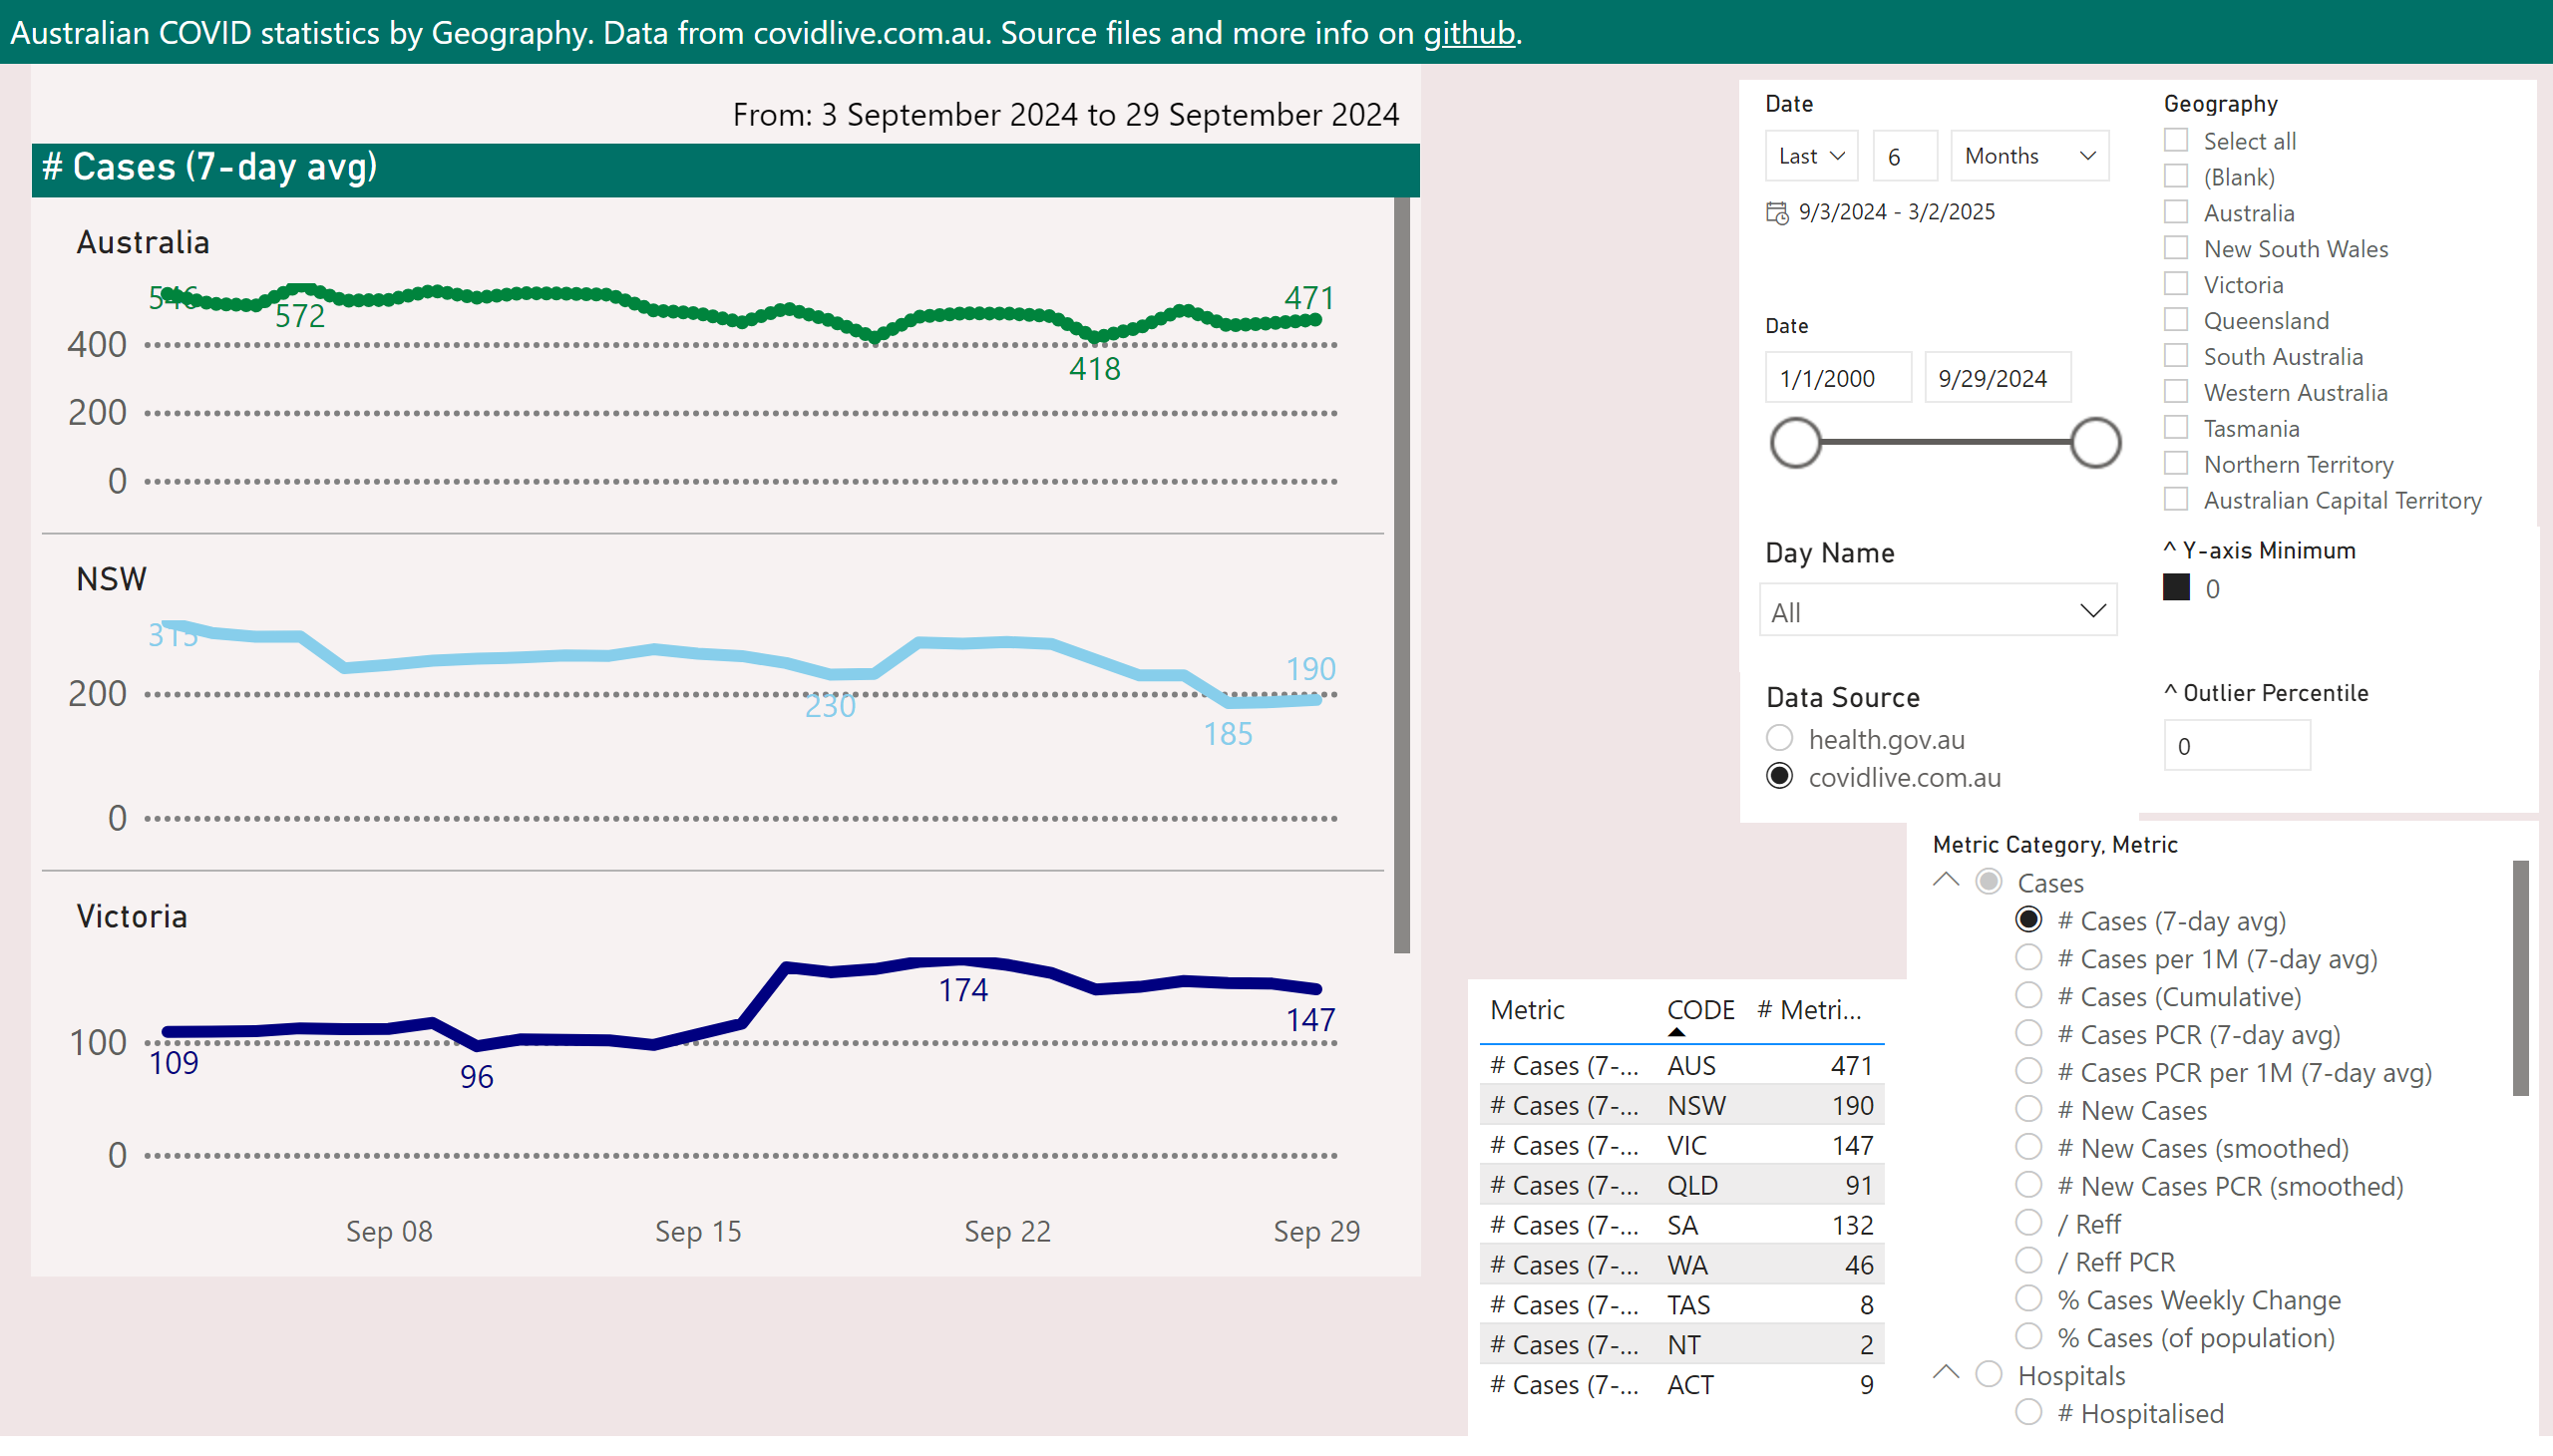 Australian COVID statistics by Geography. Data from covidlive.com.au. Source files and more info on github.
From: 3 September 2024 to 29 September 2024
# Cases (7-day avg)
Australia
546
572
471
418
400
200
0
NSW
315
230
190
185
200
0
Victoria
109
96
174
147
100
0
Sep 08 Sep 15 Sep 22 Sep 29
Date
Last 6 Months
9/3/2024 - 3/2/2025
Date
1/1/2000 9/29/2024
Day Name
All
Data Source
health.gov.au
covidlive.com.au
Geography
Select all
(Blank)
Australia
New South Wales
Victoria
Queensland
South Australia
Western Australia
Tasmania
Northern Territory
Australian Capital Territory
^ Y-axis Minimum
0
^ Outlier Percentile
0
Metric CODE # Metri...
# Cases (7-... AUS 471
# Cases (7-... NSW 190
# Cases (7-... VIC 147
# Cases (7-... QLD 91
# Cases (7-... SA 132
# Cases (7-... WA 46
# Cases (7-... TAS 8
# Cases (7-... NT 2
# Cases (7-... ACT 9
Metric Category, Metric
Cases
# Cases (7-day avg)
# Cases per 1M (7-day avg)
# Cases (Cumulative)
# Cases PCR (7-day avg)
# Cases PCR per 1M (7-day avg)
# New Cases
# New Cases (smoothed)
# New Cases PCR (smoothed)
/ Reff
/ Reff PCR
% Cases Weekly Change
% Cases (of population)
Hospitals
# Hospitalised